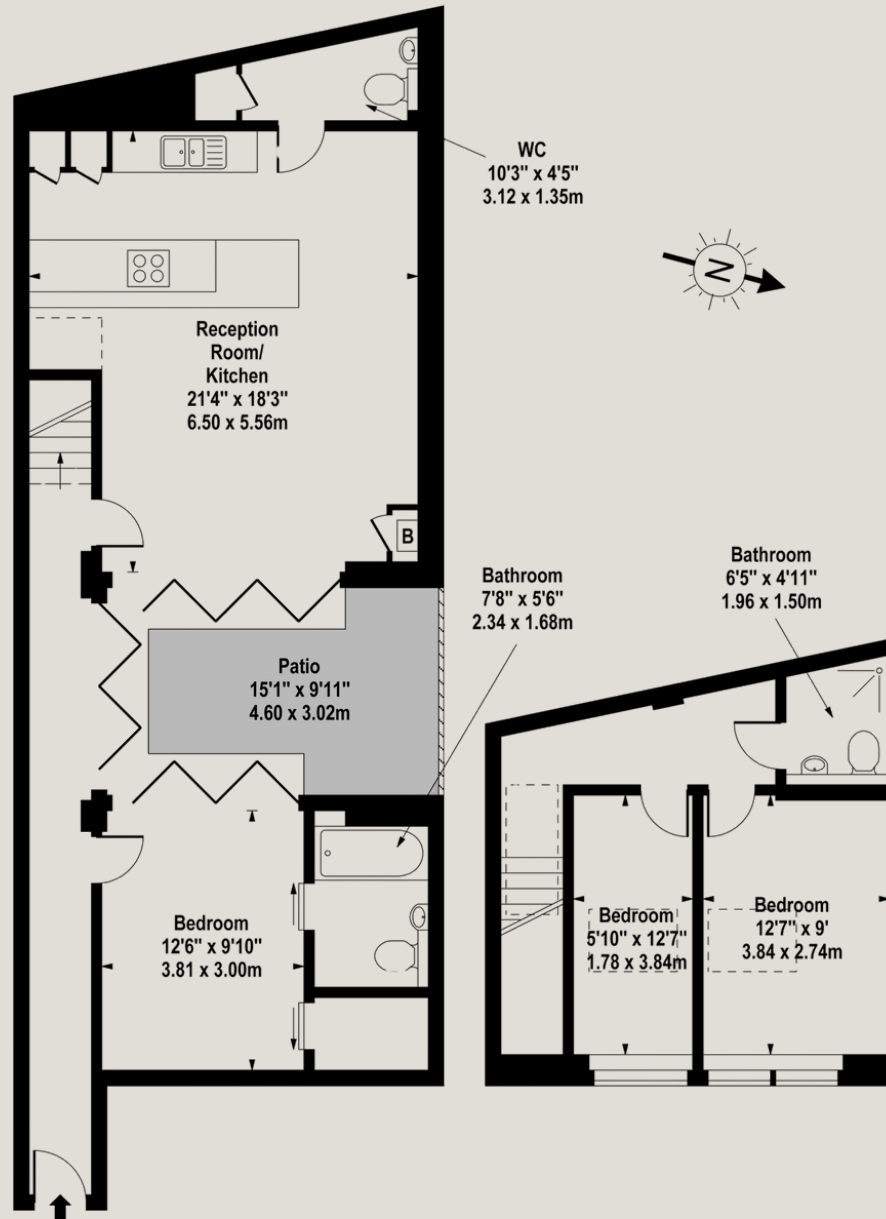 WC
10'3" x 4'5"
3.12 x 1.35m
N
Reception
Room/
Kitchen
21'4" x 18'3"
6.50 x 5.56m
B
Bathroom
7'8" x 5'6"
2.34 x 1.68m
Bathroom
6'5" x 4'11"
1.96 x 1.50m
Patio
15'1" x 9'11"
4.60 x 3.02m
Bedroom
12'6" x 9'10"
3.81 x 3.00m
Bedroom
5'10" x 12'7"
1.78 x 3.84m
Bedroom
12'7" x 9'
3.84 x 2.74m